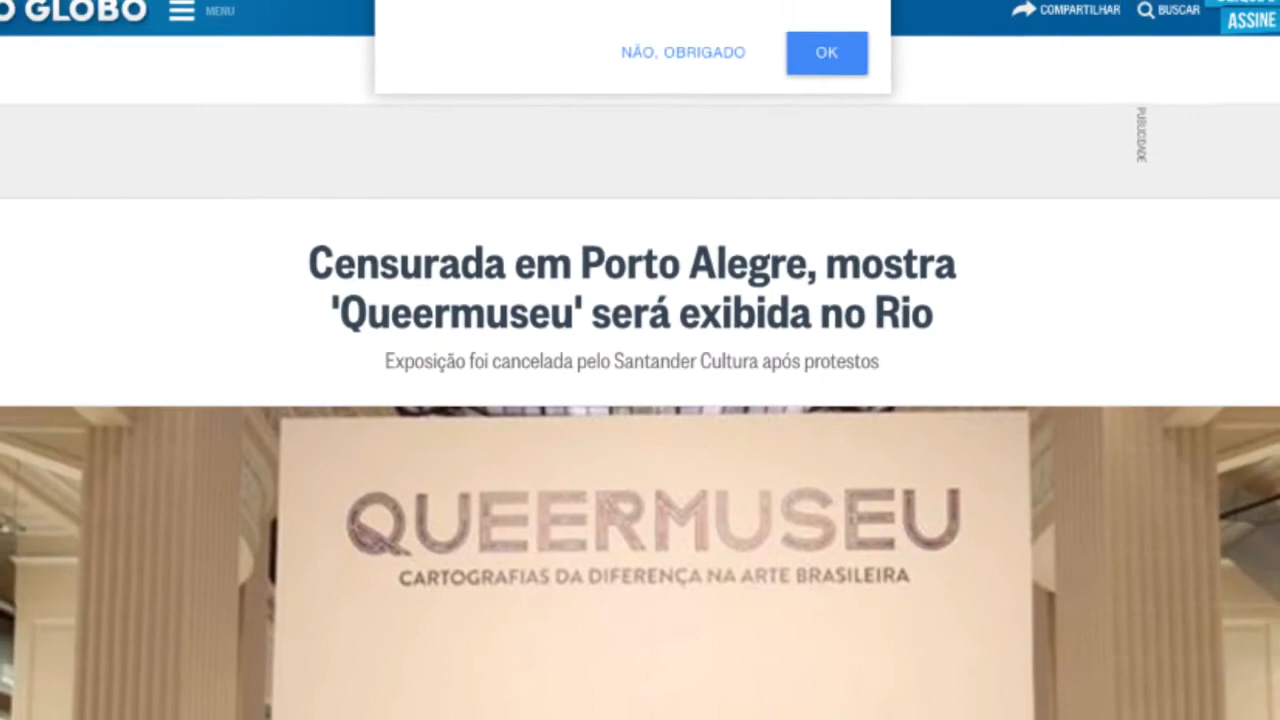 O GLOBO
MENU
COMPARTILHAR
BUSCAR
ASSINE
NÃO, OBRIGADO
OK
PUBLICIDADE
Censurada em Porto Alegre, mostra
'Queermuseu' será exibida no Rio
Exposição foi cancelada pelo Santander Cultura após protestos
QUEERMUSEU
CARTOGRAFIAS DA DIFERENÇA NA ARTE BRASILEIRA